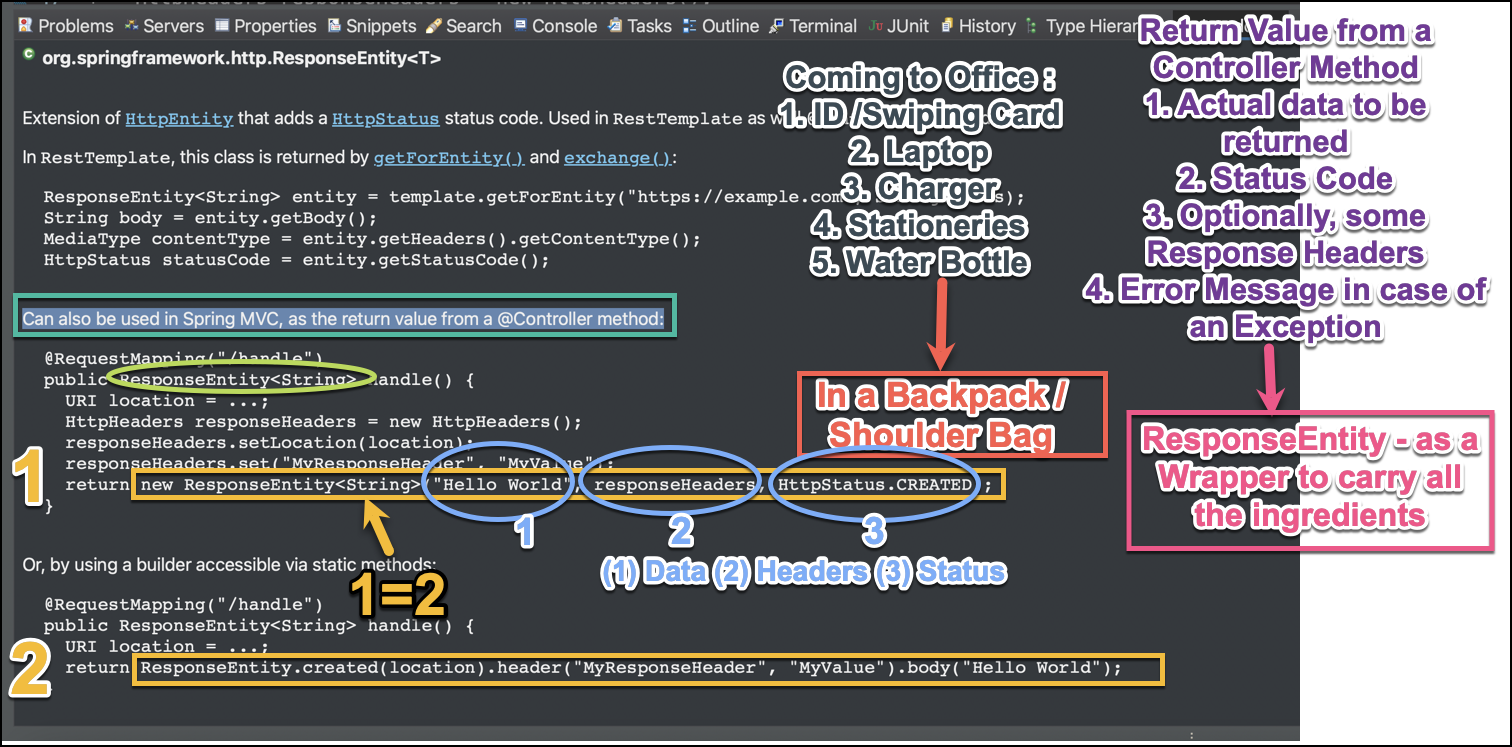 Problems Servers Properties Snippets Search Console Tasks Outline Terminal JUnit History Type Hierar
org.springframework.http.ResponseEntity<T>
Extension of HttpEntity that adds a HttpStatus status code. Used in RestTemplate as
In RestTemplate, this class is returned by getForEntity() and exchange():
ResponseEntity<String> entity = template.getForEntity("https://example.com
String body = entity.getBody();
MediaType contentType = entity.getHeaders().getContentType();
HttpStatus statusCode = entity.getStatusCode();
Can also be used in Spring MVC, as the return value from a @Controller method:
@RequestMapping("/handle")
public ResponseEntity<String> handle() {
URI location = ...;
HttpHeaders responseHeaders = new HttpHeaders();
responseHeaders.setLocation(location);
responseHeaders.set("MyResponseHeader", "MyValue");
return new ResponseEntity<String>("Hello World", responseHeaders, HttpStatus.CREATED);
}
1
1
2
3
(1) Data (2) Headers (3) Status
1=2
Or, by using a builder accessible via static methods:
@RequestMapping("/handle")
public ResponseEntity<String> handle() {
URI location = ...;
return ResponseEntity.created(location).header("MyResponseHeader", "MyValue").body("Hello World");
2
Coming to Office :
1. ID /Swiping Card
2. Laptop
3. Charger
4. Stationeries
5. Water Bottle
In a Backpack /
Shoulder Bag
Return Value from a
Controller Method
1. Actual data to be
returned
2. Status Code
3. Optionally, some
Response Headers
4. Error Message in case of
an Exception
ResponseEntity - as a
Wrapper to carry all
the ingredients